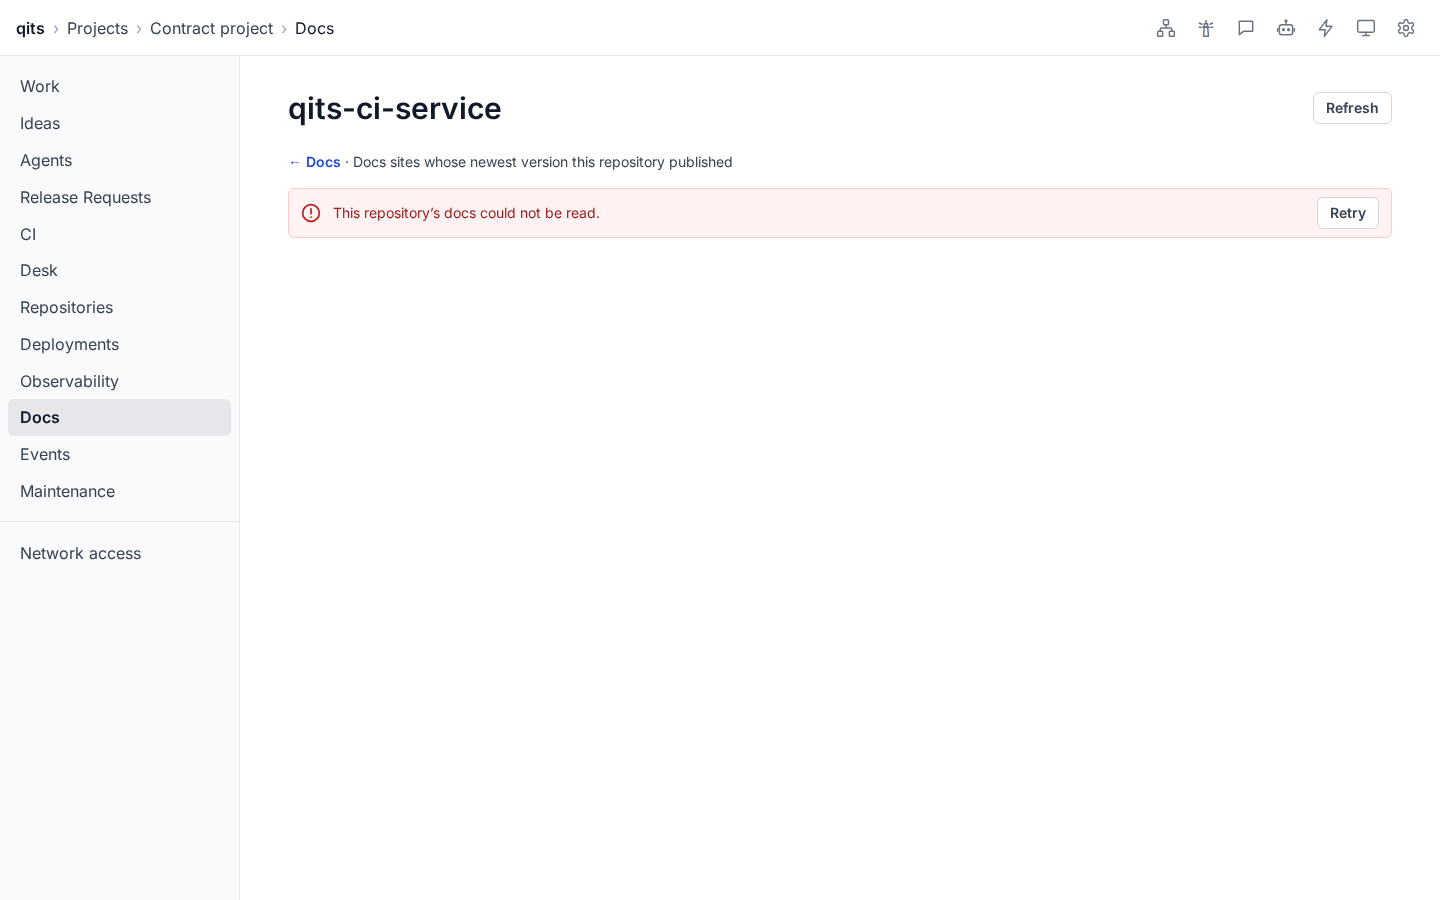 qits › Projects › Contract project › Docs
Work
Ideas
Agents
Release Requests
CI
Desk
Repositories
Deployments
Observability
Docs
Events
Maintenance
Network access
qits-ci-service
Refresh
← Docs · Docs sites whose newest version this repository published
This repository’s docs could not be read.
Retry